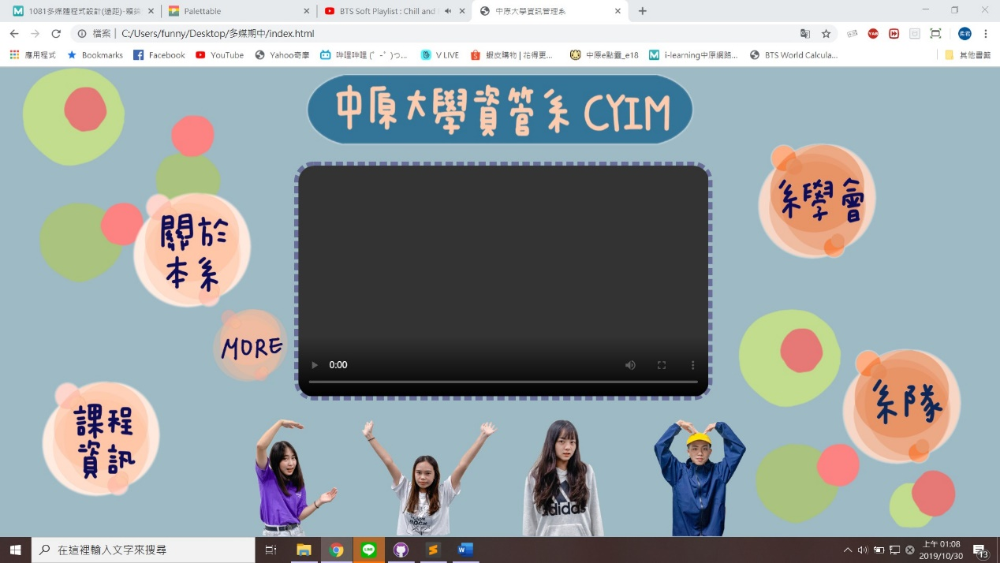 1081多媒體程式設計(遠距)-賴錦
Palettable
BTS Soft Playlist : Chill and
中原大學資訊管理系
檔案 | C:/Users/funny/Desktop/多媒期中/index.html
應用程式 Bookmarks Facebook YouTube Yahoo奇摩 嗶哩嗶哩 (゜-゜)つ... V LIVE 蝦皮購物 | 花得更... 中原e點靈_e18 i-learning中原網路... BTS World Calcula... 其他書籤
中原大學資管系 CYIM
關於
本系
MORE
課程
資訊
系學會
系隊
0:00
ROCK
adidas
在這裡輸入文字來搜尋
上午 01:08
2019/10/30
13